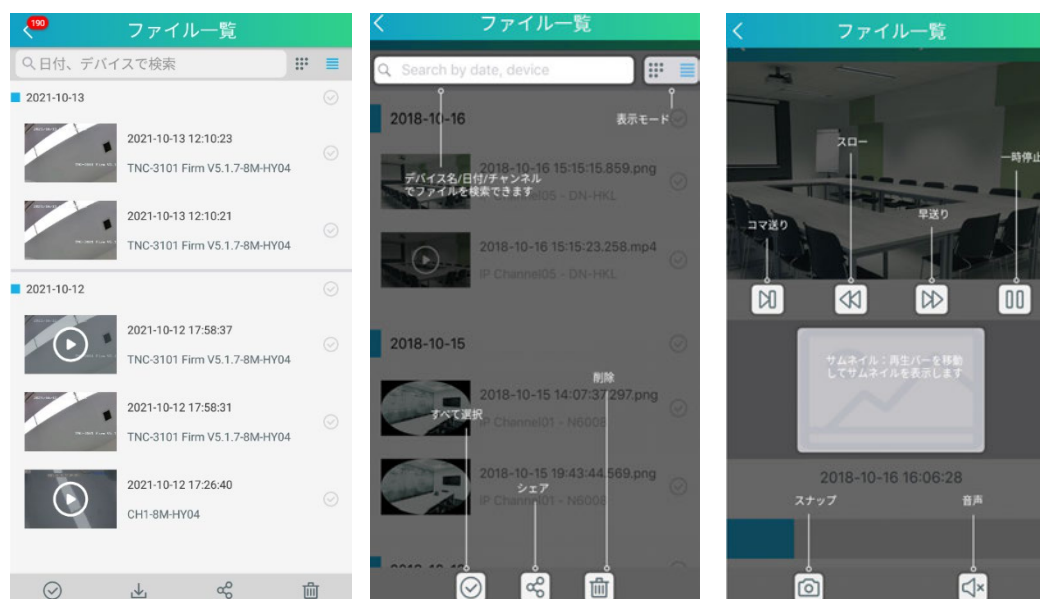 190
ファイル一覧
日付、デバイスで検索
2021-10-13
2021-10-13 12:10:23
TNC-3101 Firm V5.1.7-8M-HY04
2021-10-13 12:10:21
TNC-3101 Firm V5.1.7-8M-HY04
2021-10-12
2021-10-12 17:58:37
TNC-3101 Firm V5.1.7-8M-HY04
2021-10-12 17:58:31
TNC-3101 Firm V5.1.7-8M-HY04
2021-10-12 17:26:40
CH1-8M-HY04
ファイル一覧
Search by date, device
2018-10-16
表示モード
2018-10-16 15:15:15.859.png
デバイス名/日付/チャンネル
でファイルを検索できます
05 - DN-HKL
2018-10-16 15:15:23.258.mp4
IP Channel05 - DN-HKL
2018-10-15
削除
2018-10-15 14:07:37.297.png
すべて選択
IP Channel01 - N6008
2018-10-15 19:43:44.569.png
シェア
IP Channel01 - N6008
ファイル一覧
スロー
一時停止
早送り
コマ送り
サムネイル：再生バーを移動
してサムネイルを表示します
2018-10-16 16:06:28
スナップ
音声